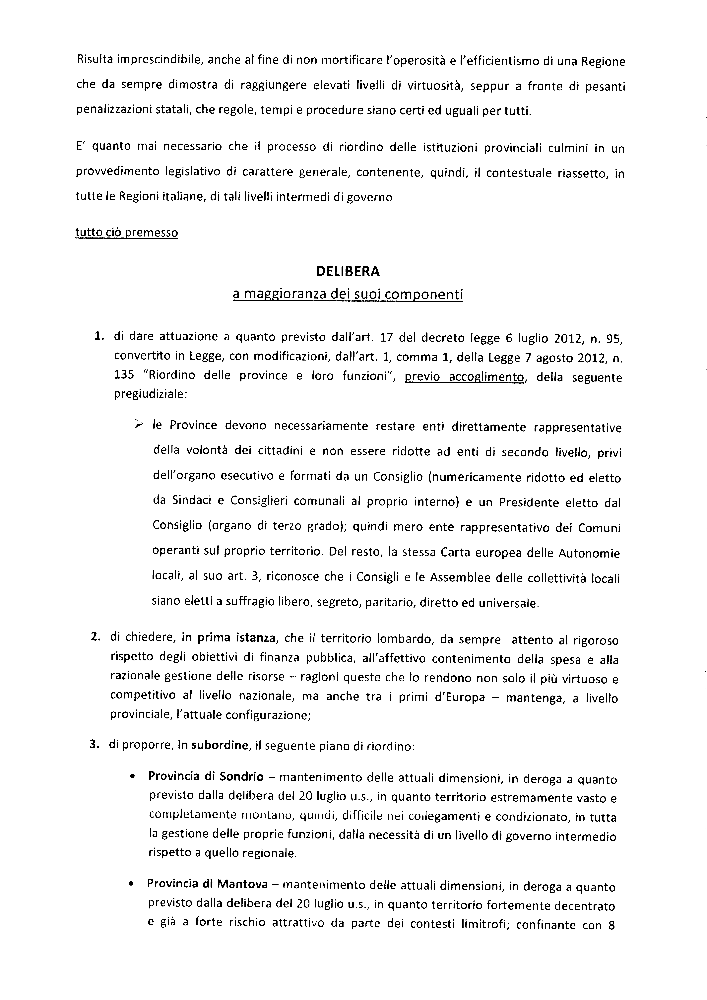 Risulta imprescindibile, anche al fine di non mortificare l'operosità e l'efficientismo di una Regione
che da sempre dimostra di raggiungere elevati livelli di virtuosità, seppur a fronte di pesanti
penalizzazioni statali, che regole, tempi e procedure siano certi ed uguali per tutti.
E' quanto mai necessario che il processo di riordino delle istituzioni provinciali culmini in un
provvedimento legislativo di carattere generale, contenente, quindi, il contestuale riassetto, in
tutte le Regioni italiane, di tali livelli intermedi di governo
tutto ciò premesso
DELIBERA
a maggioranza dei suoi componenti
1. di dare attuazione a quanto previsto dall'art. 17 del decreto legge 6 luglio 2012, n. 95,
convertito in Legge, con modificazioni, dall'art. 1, comma 1, della Legge 7 agosto 2012, n.
135 "Riordino delle province e loro funzioni", previo accoglimento, della seguente
pregiudiziale:
➢ le Province devono necessariamente restare enti direttamente rappresentative
della volontà dei cittadini e non essere ridotte ad enti di secondo livello, privi
dell'organo esecutivo e formati da un Consiglio (numericamente ridotto ed eletto
da Sindaci e Consiglieri comunali al proprio interno) e un Presidente eletto dal
Consiglio (organo di terzo grado); quindi mero ente rappresentativo dei Comuni
operanti sul proprio territorio. Del resto, la stessa Carta europea delle Autonomie
locali, al suo art. 3, riconosce che i Consigli e le Assemblee delle collettività locali
siano eletti a suffragio libero, segreto, paritario, diretto ed universale.
2. di chiedere, in prima istanza, che il territorio lombardo, da sempre attento al rigoroso
rispetto degli obiettivi di finanza pubblica, all'affettivo contenimento della spesa e alla
razionale gestione delle risorse – ragioni queste che lo rendono non solo il più virtuoso e
competitivo al livello nazionale, ma anche tra i primi d'Europa – mantenga, a livello
provinciale, l'attuale configurazione;
3. di proporre, in subordine, il seguente piano di riordino:
• Provincia di Sondrio – mantenimento delle attuali dimensioni, in deroga a quanto
previsto dalla delibera del 20 luglio u.s., in quanto territorio estremamente vasto e
completamente montano, quindi, difficile nei collegamenti e condizionato, in tutta
la gestione delle proprie funzioni, dalla necessità di un livello di governo intermedio
rispetto a quello regionale.
• Provincia di Mantova – mantenimento delle attuali dimensioni, in deroga a quanto
previsto dalla delibera del 20 luglio u.s., in quanto territorio fortemente decentrato
e già a forte rischio attrattivo da parte dei contesti limitrofi; confinante con 8